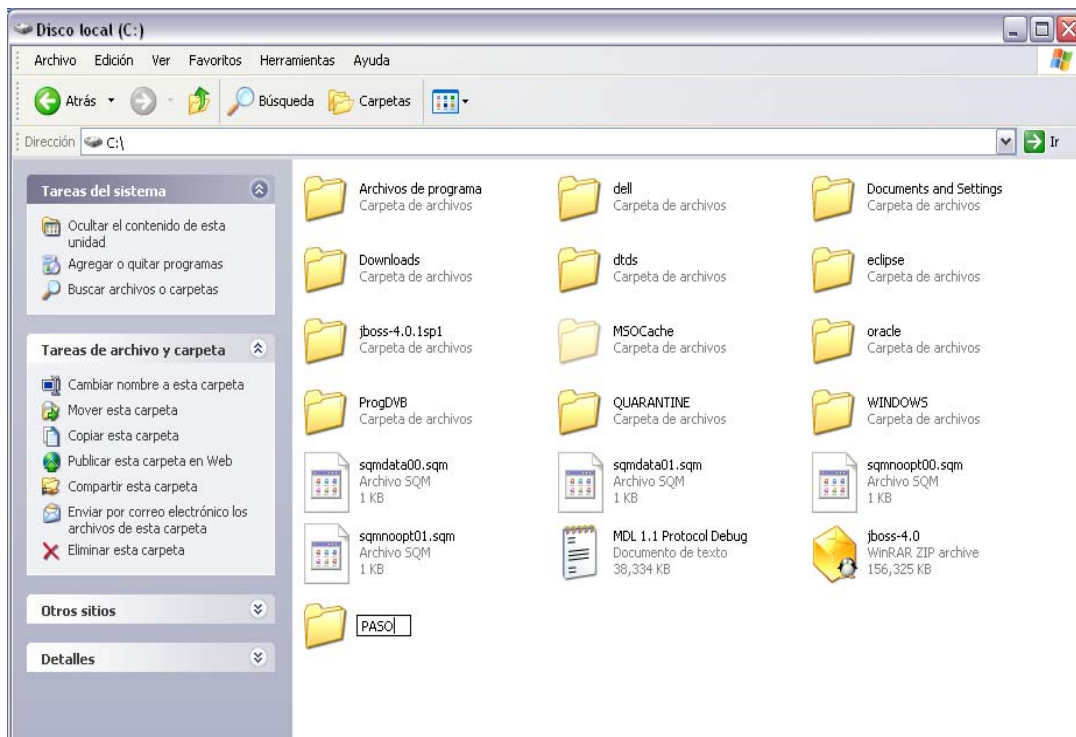 Disco local (C:)
Archivo Edición Ver Favoritos Herramientas Ayuda
Atrás Búsqueda Carpetas
Dirección C:\ Ir
Tareas del sistema
Ocultar el contenido de esta
unidad
Agregar o quitar programas
Buscar archivos o carpetas
Tareas de archivo y carpeta
Cambiar nombre a esta carpeta
Mover esta carpeta
Copiar esta carpeta
Publicar esta carpeta en Web
Compartir esta carpeta
Enviar por correo electrónico los
archivos de esta carpeta
Eliminar esta carpeta
Otros sitios
Detalles
Archivos de programa
Carpeta de archivos
dell
Carpeta de archivos
Documents and Settings
Carpeta de archivos
Downloads
Carpeta de archivos
dtds
Carpeta de archivos
eclipse
Carpeta de archivos
jboss-4.0.1sp1
Carpeta de archivos
MSOCache
Carpeta de archivos
oracle
Carpeta de archivos
ProgDVB
Carpeta de archivos
QUARANTINE
Carpeta de archivos
WINDOWS
Carpeta de archivos
sqmdata00.sqm
Archivo SQM
1 KB
sqmdata01.sqm
Archivo SQM
1 KB
sqmnoopt00.sqm
Archivo SQM
1 KB
sqmnoopt01.sqm
Archivo SQM
1 KB
MDL 1.1 Protocol Debug
Documento de texto
38,334 KB
jboss-4.0
WinRAR ZIP archive
156,325 KB
PASO